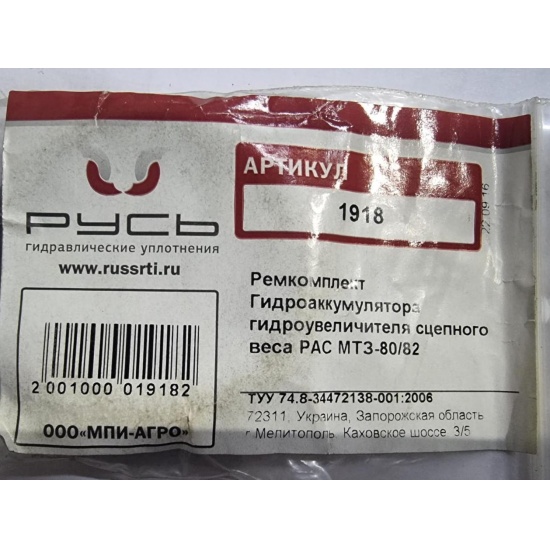 РУСЬ
гидравлические уплотнения
www.russrti.ru
2 001000 019182
ООО «МПИ-АГРО»
АРТИКУЛ
1918
22.09.16
Ремкомплект
Гидроаккумулятора
гидроувеличителя сцепного
веса РАС МТЗ-80/82
ТУУ 74.8-34472138-001:2006
72311, Украина, Запорожская область
г.Мелитополь, Каховское шоссе, 3/5